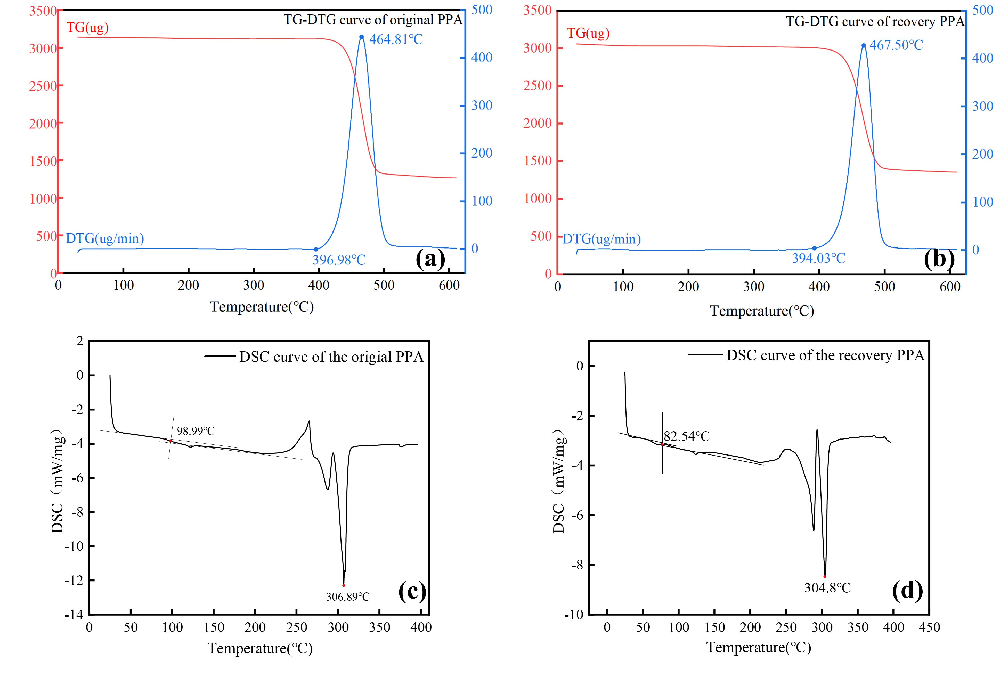 TG-DTG curve of original PPA
TG(ug)
464.81℃
DTG(ug/min)
396.98℃
(a)
3500
3000
2500
2000
1500
1000
500
0
500
400
300
200
100
0
0 100 200 300 400 500 600
Temperature(℃)
TG-DTG curve of rcovery PPA
TG(ug)
467.50℃
DTG(ug/min)
394.03℃
(b)
3500
3000
2500
2000
1500
1000
500
0
500
400
300
200
100
0
0 100 200 300 400 500 600
Temperature(℃)
DSC curve of the origial PPA
98.99℃
306.89℃
(c)
DSC（mW/mg）
2
0
-2
-4
-6
-8
-10
-12
-14
0 50 100 150 200 250 300 350 400
Temperature(℃)
DSC curve of the recovery PPA
82.54℃
304.8℃
(d)
DSC（mW/mg）
0
-2
-4
-6
-8
-10
0 50 100 150 200 250 300 350 400 450
Temperature(℃)